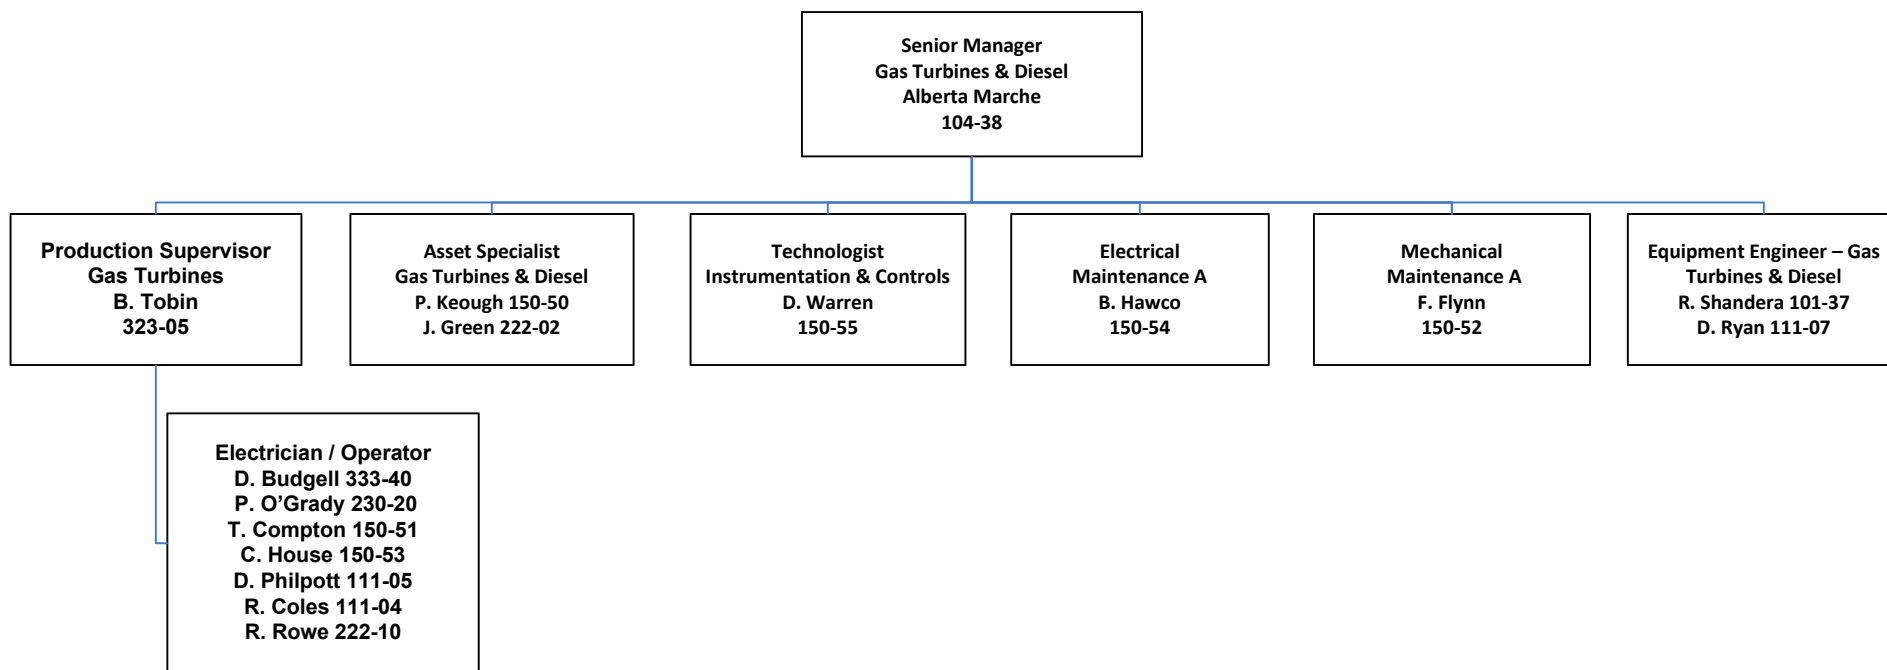 Senior Manager
Gas Turbines & Diesel
Alberta Marche
104-38
Production Supervisor
Gas Turbines
B. Tobin
323-05
Asset Specialist
Gas Turbines & Diesel
P. Keough 150-50
J. Green 222-02
Technologist
Instrumentation & Controls
D. Warren
150-55
Electrical
Maintenance A
B. Hawco
150-54
Mechanical
Maintenance A
F. Flynn
150-52
Equipment Engineer – Gas
Turbines & Diesel
R. Shandera 101-37
D. Ryan 111-07
Electrician / Operator
D. Budgell 333-40
P. O’Grady 230-20
T. Compton 150-51
C. House 150-53
D. Philpott 111-05
R. Coles 111-04
R. Rowe 222-10